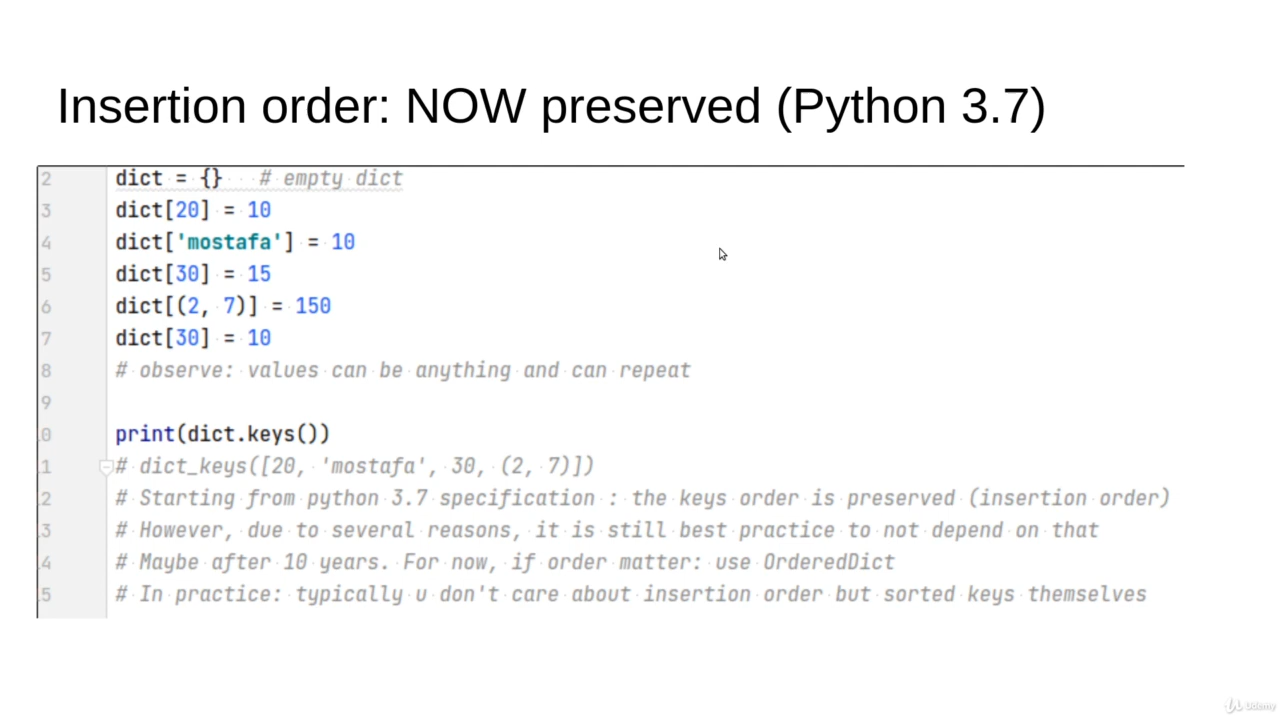 Insertion order: NOW preserved (Python 3.7)
2 dict = {} # empty dict
3 dict[20] = 10
4 dict['mostafa'] = 10
5 dict[30] = 15
6 dict[(2, 7)] = 150
7 dict[30] = 10
8 # observe: values can be anything and can repeat
9
0 print(dict.keys())
1 # dict_keys([20, 'mostafa', 30, (2, 7)])
2 # Starting from python 3.7 specification : the keys order is preserved (insertion order)
3 # However, due to several reasons, it is still best practice to not depend on that
4 # Maybe after 10 years. For now, if order matter: use OrderedDict
5 # In practice: typically u don't care about insertion order but sorted keys themselves
Udemy